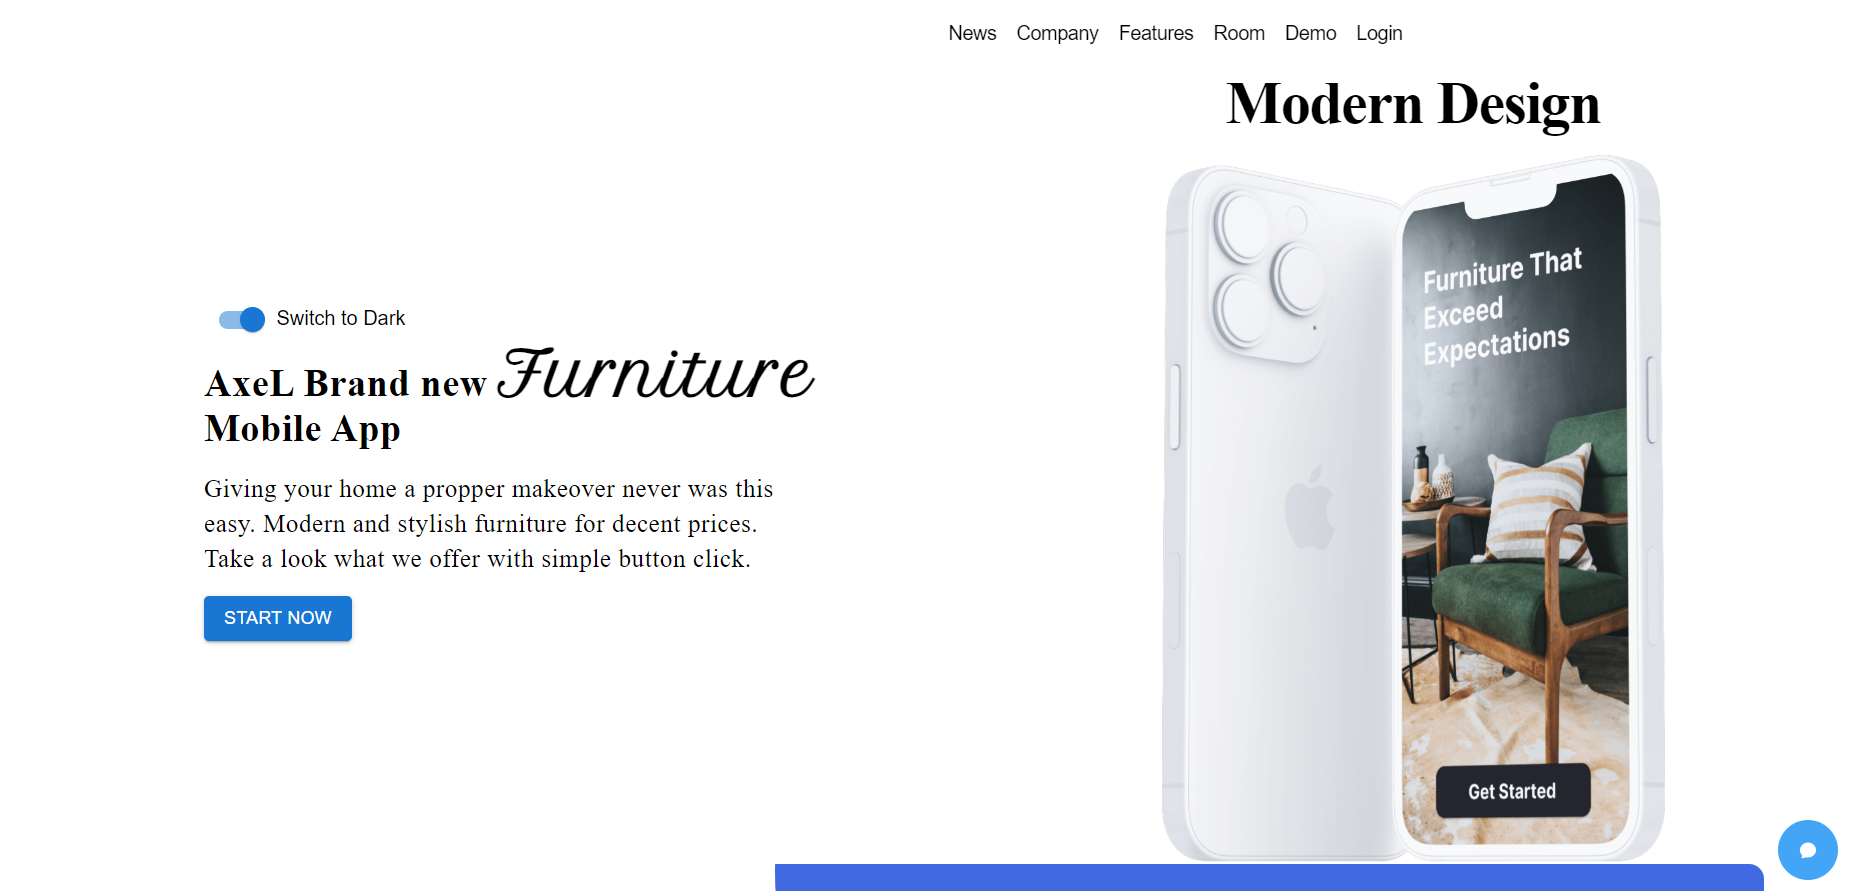 News Company Features Room Demo Login
Modern Design
Switch to Dark
AxeL Brand new Furniture
Mobile App
Giving your home a propper makeover never was this
easy. Modern and stylish furniture for decent prices.
Take a look what we offer with simple button click.
START NOW
Furniture That
Exceed
Expectations
Get Started